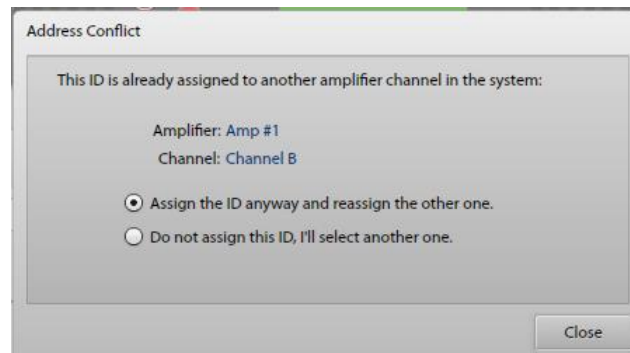 Address Conflict
This ID is already assigned to another amplifier channel in the system:
Amplifier: Amp #1
Channel: Channel B
Assign the ID anyway and reassign the other one.
Do not assign this ID, I'll select another one.
Close